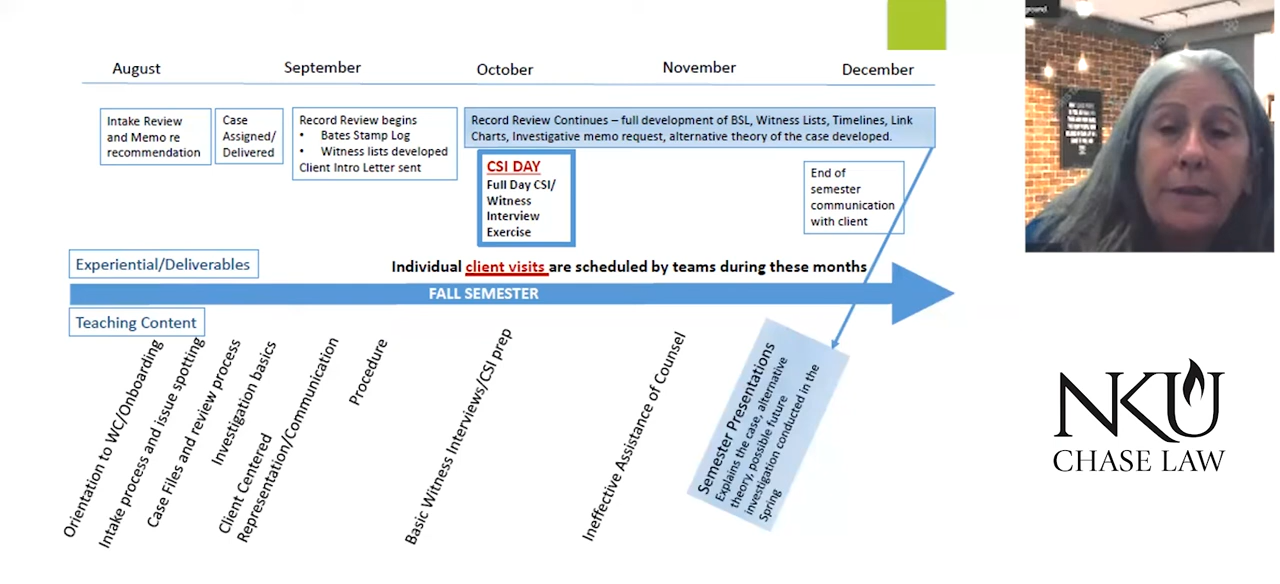 ground.
August
September
October
November
December
Intake Review
and Memo re
recommendation
Case
Assigned/
Delivered
Record Review begins
• Bates Stamp Log
• Witness lists developed
Client Intro Letter sent
Record Review Continues – full development of BSL, Witness Lists, Timelines, Link
Charts, Investigative memo request, alternative theory of the case developed.
CSI DAY
Full Day CSI/
Witness
Interview
Exercise
End of
semester
communication
with client
Experiential/Deliverables
Individual client visits are scheduled by teams during these months
FALL SEMESTER
Teaching Content
Orientation to WC/Onboarding
Intake process and issue spotting
Case Files and review process
Investigation basics
Client Centered
Representation/Communication
Procedure
Basic Witness Interviews/CSI prep
Ineffective Assistance of Counsel
Semester Presentations
Explains the case, alternative
theory, possible future
investigation conducted in the
Spring
NKU
CHASE LAW